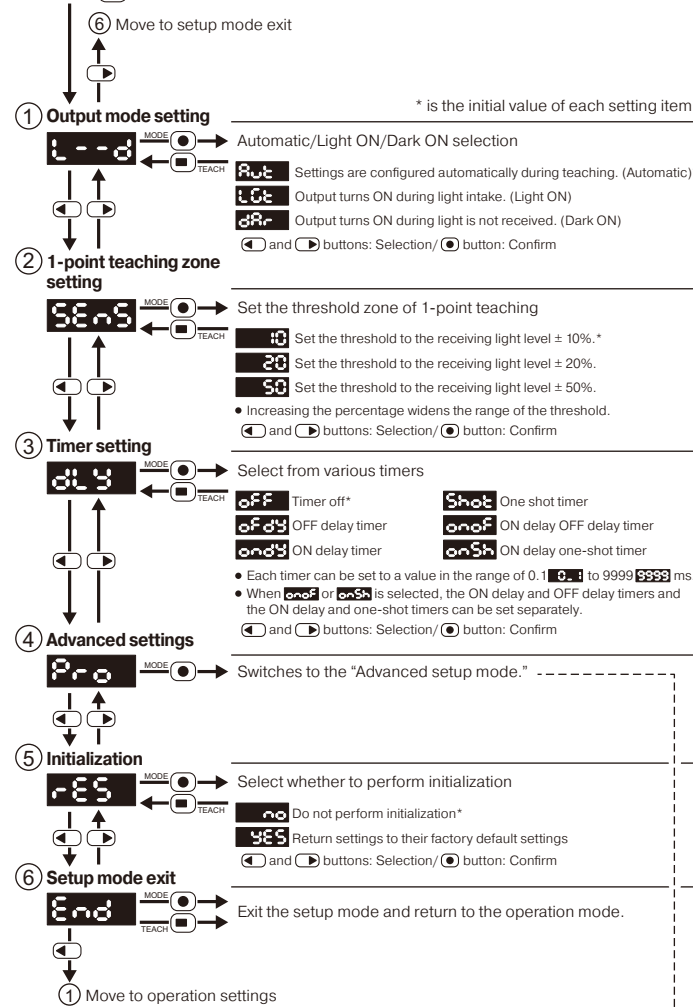 ⑥ Move to setup mode exit
* is the initial value of each setting item
① Output mode setting
L--d
MODE
TEACH
Automatic/Light ON/Dark ON selection
Aut Settings are configured automatically during teaching. (Automatic)
LGt Output turns ON during light intake. (Light ON)
dAr Output turns ON during light is not received. (Dark ON)
and buttons: Selection/ button: Confirm
② 1-point teaching zone
setting
SEnS
MODE
TEACH
Set the threshold zone of 1-point teaching
10 Set the threshold to the receiving light level ± 10%.*
20 Set the threshold to the receiving light level ± 20%.
50 Set the threshold to the receiving light level ± 50%.
• Increasing the percentage widens the range of the threshold.
and buttons: Selection/ button: Confirm
③ Timer setting
dLY
MODE
TEACH
Select from various timers
oFF Timer off* Shot One shot timer
oFdY OFF delay timer onoF ON delay OFF delay timer
ondY ON delay timer onSh ON delay one-shot timer
• Each timer can be set to a value in the range of 0.1 0.1 to 9999 9999 ms
• When onoF or onSh is selected, the ON delay and OFF delay timers and
the ON delay and one-shot timers can be set separately.
and buttons: Selection/ button: Confirm
④ Advanced settings
Pro
MODE
Switches to the “Advanced setup mode.”
⑤ Initialization
rES
MODE
TEACH
Select whether to perform initialization
no Do not perform initialization*
YES Return settings to their factory default settings
and buttons: Selection/ button: Confirm
⑥ Setup mode exit
End
MODE
TEACH
Exit the setup mode and return to the operation mode.
① Move to operation settings